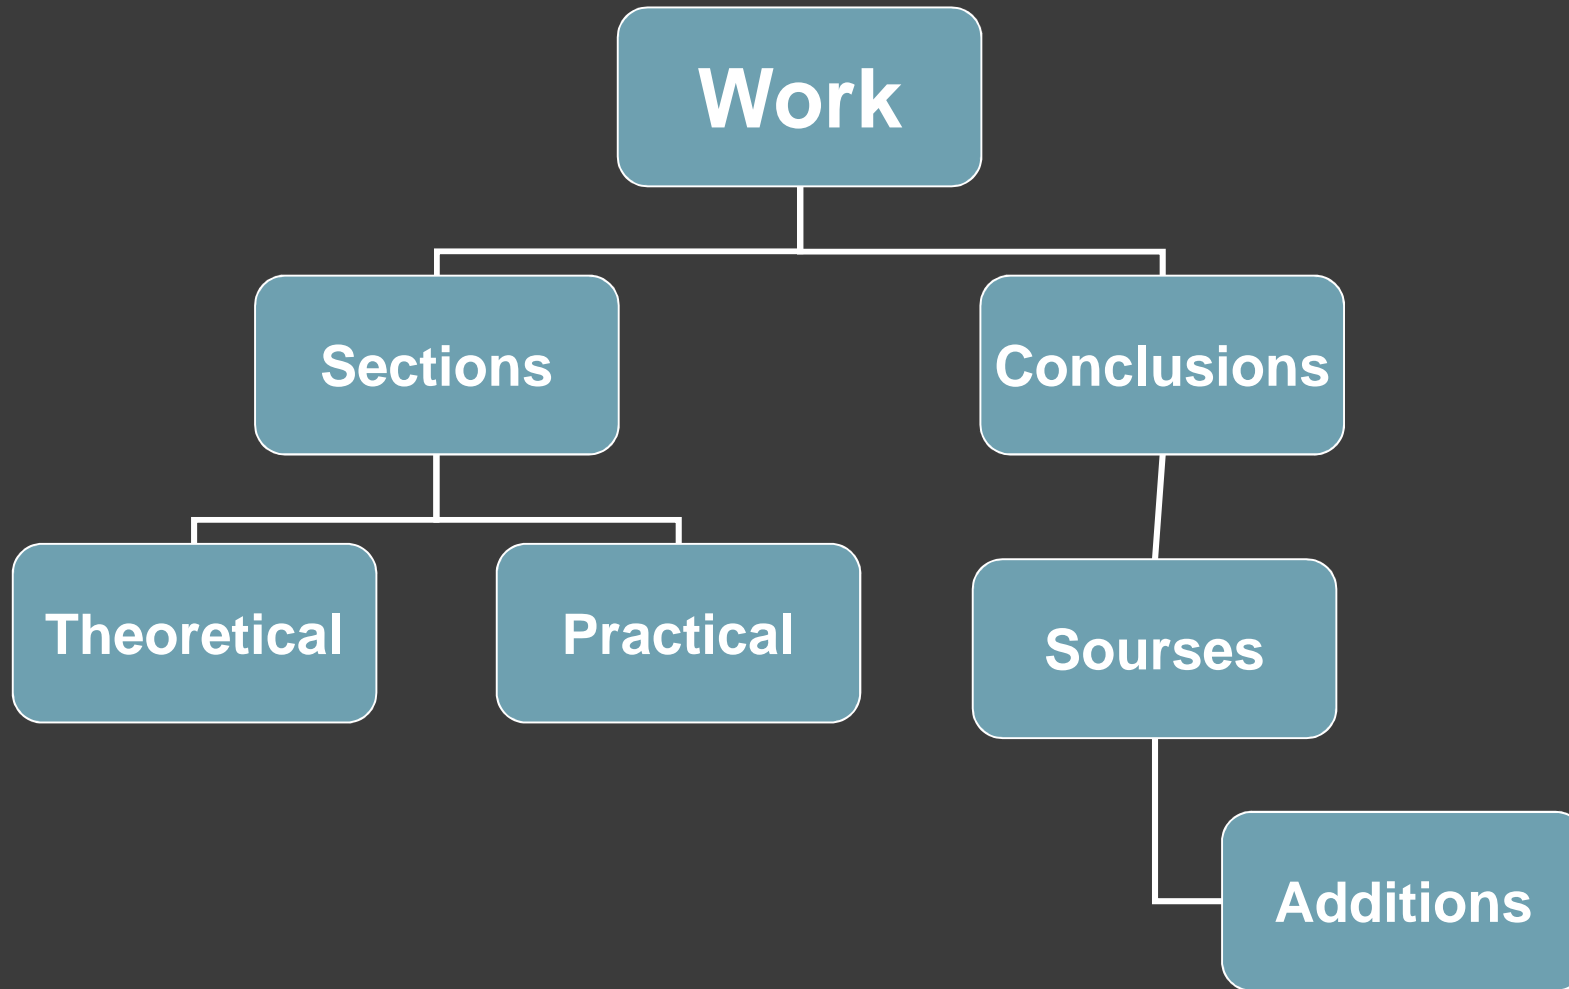 Work
Sections
Conclusions
Theoretical
Practical
Sourses
Additions